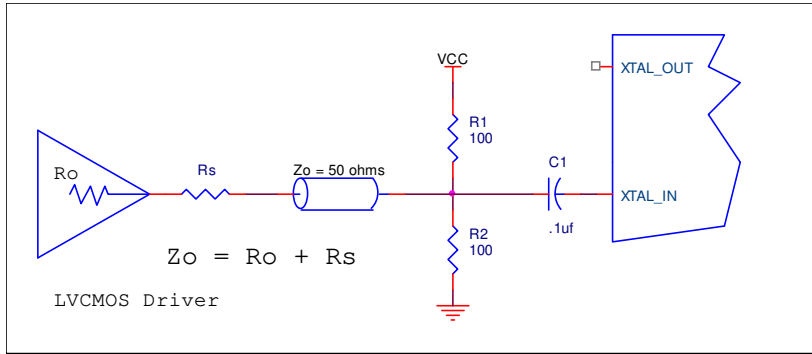 VCC
XTAL_OUT
R1
100
Ro
Rs
Zo = 50 ohms
C1
.1uf
XTAL_IN
R2
100
Zo = Ro + Rs
LVCMOS Driver